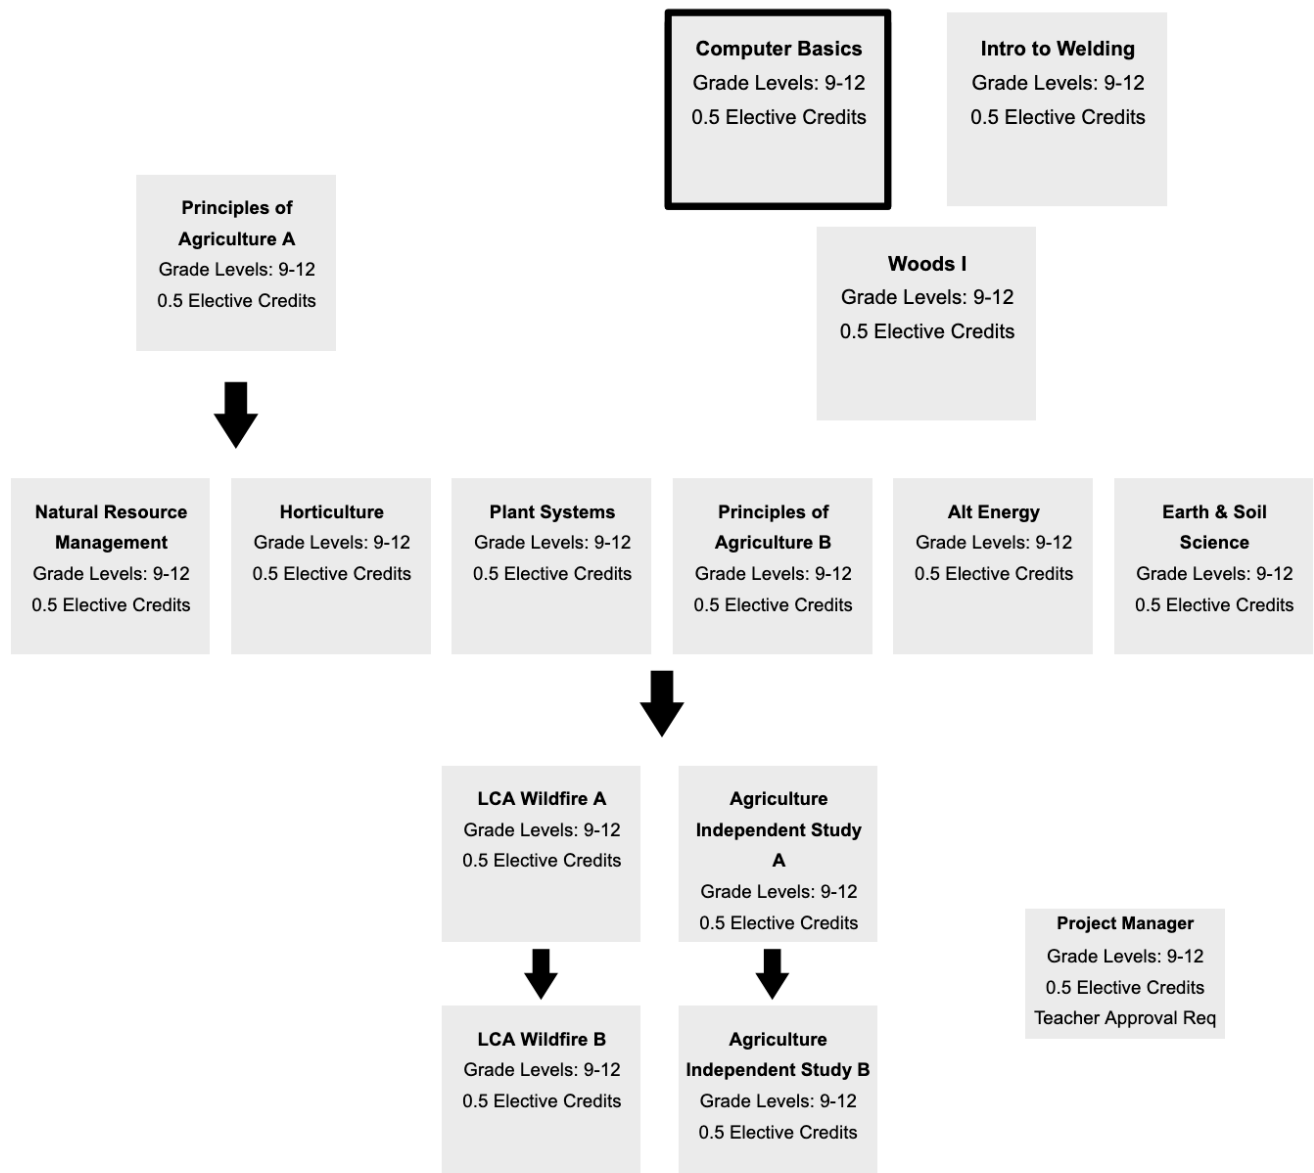 Computer Basics
Grade Levels: 9-12
0.5 Elective Credits
Intro to Welding
Grade Levels: 9-12
0.5 Elective Credits
Principles of
Agriculture A
Grade Levels: 9-12
0.5 Elective Credits
Woods I
Grade Levels: 9-12
0.5 Elective Credits
Natural Resource
Management
Grade Levels: 9-12
0.5 Elective Credits
Horticulture
Grade Levels: 9-12
0.5 Elective Credits
Plant Systems
Grade Levels: 9-12
0.5 Elective Credits
Principles of
Agriculture B
Grade Levels: 9-12
0.5 Elective Credits
Alt Energy
Grade Levels: 9-12
0.5 Elective Credits
Earth & Soil
Science
Grade Levels: 9-12
0.5 Elective Credits
LCA Wildfire A
Grade Levels: 9-12
0.5 Elective Credits
Agriculture
Independent Study
A
Grade Levels: 9-12
0.5 Elective Credits
Project Manager
Grade Levels: 9-12
0.5 Elective Credits
Teacher Approval Req
LCA Wildfire B
Grade Levels: 9-12
0.5 Elective Credits
Agriculture
Independent Study B
Grade Levels: 9-12
0.5 Elective Credits